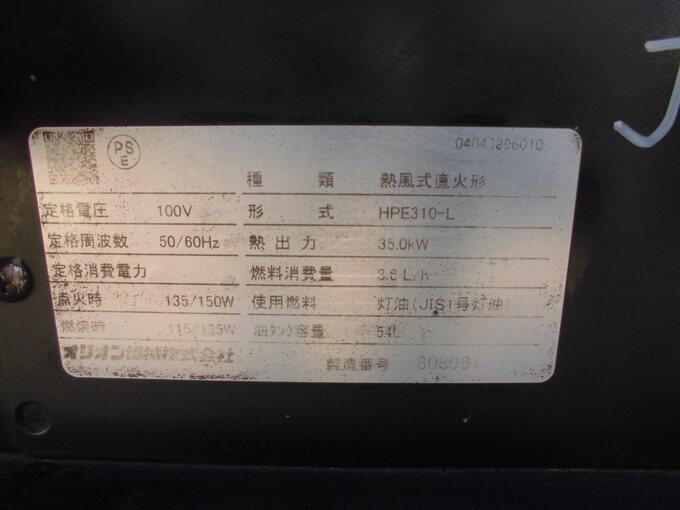 PS
E
04043896010
種 類 熱風式直火形
定格電圧 100V 形 式 HPE310-L
定格周波数 50/60Hz 熱出力 35.0kW
定格消費電力 燃料消費量 3.6 L/h
点火時 135/150W 使用燃料 灯油(JIS1号灯油)
燃焼時 115/135W 油タンク容量 54L
オリオン機械株式会社 製造番号